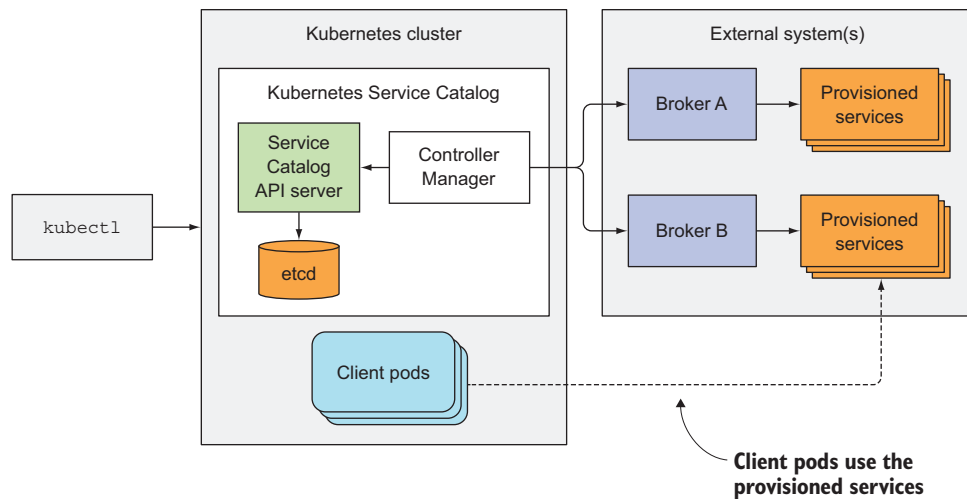 Kubernetes cluster
External system(s)
Kubernetes Service Catalog
Broker A
Provisioned
services
Service
Catalog
API server
Controller
Manager
kubectl
Broker B
Provisioned
services
etcd
Client pods
Client pods use the
provisioned services